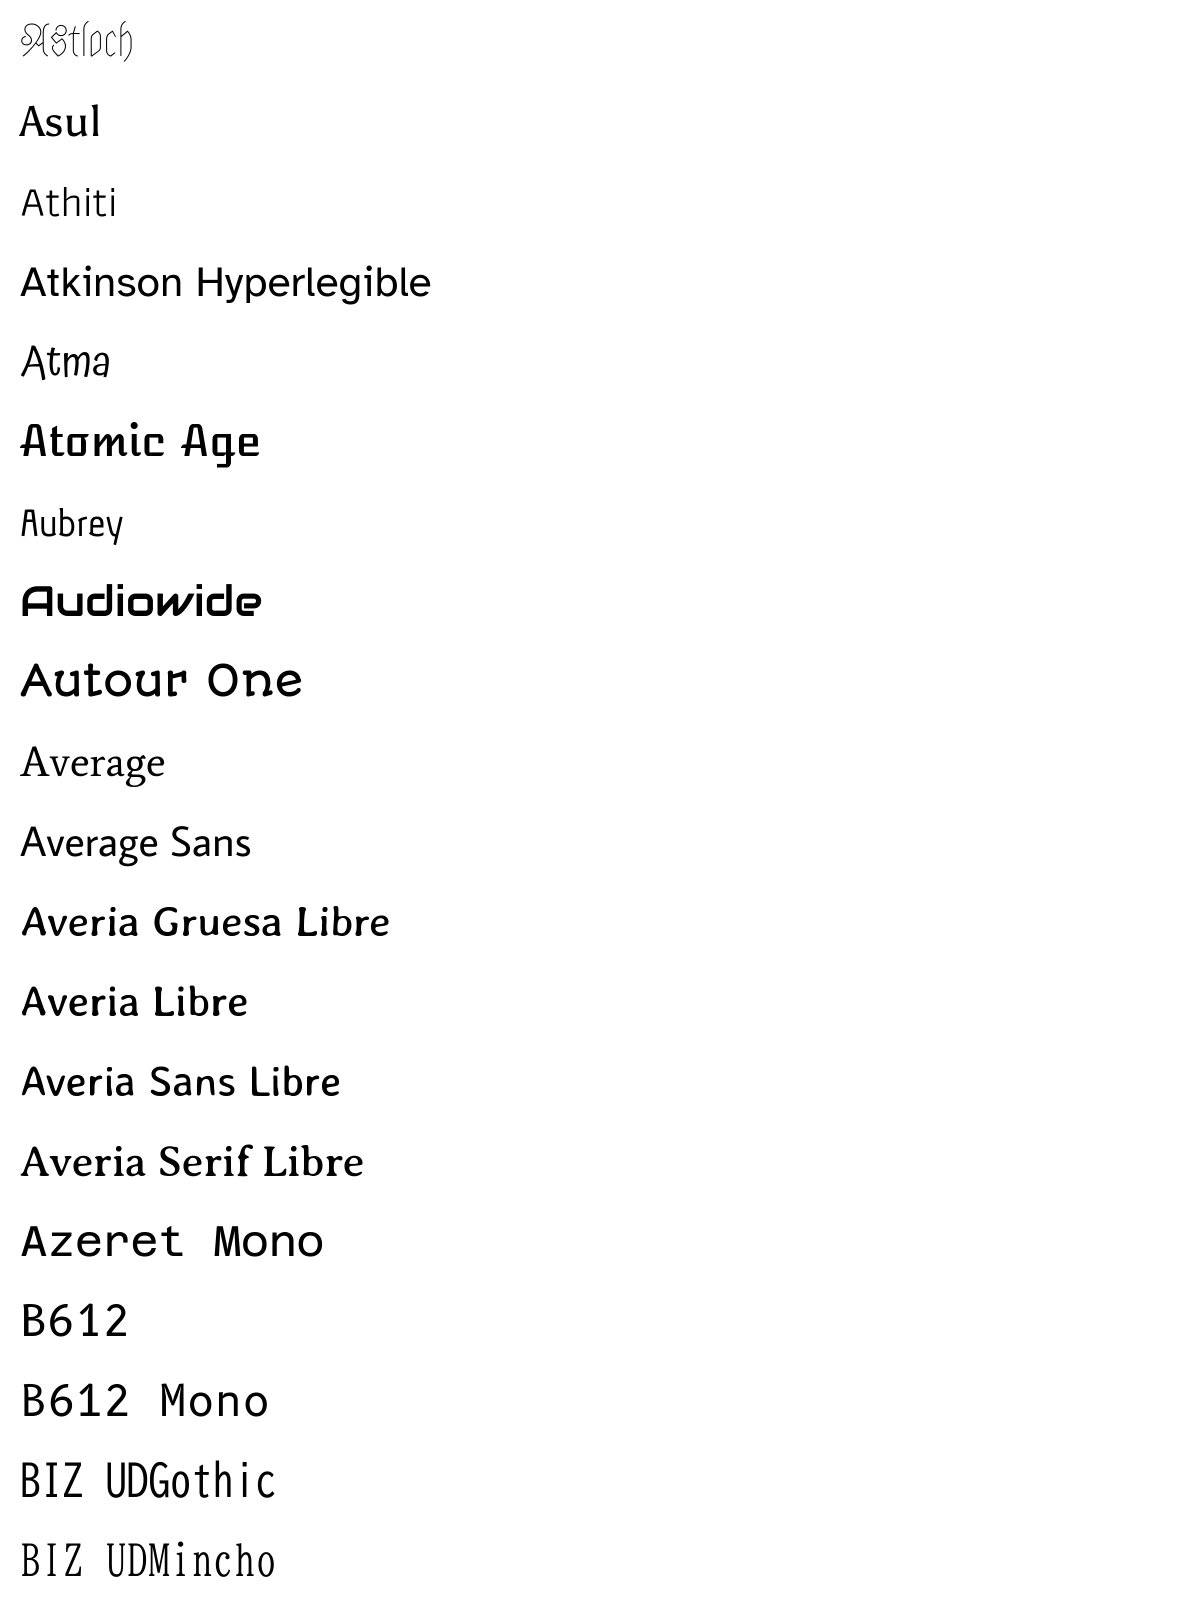 Astloch
Asul
Athiti
Atkinson Hyperlegible
Atma
Atomic Age
Aubrey
Audiowide
Autour One
Average
Average Sans
Averia Gruesa Libre
Averia Libre
Averia Sans Libre
Averia Serif Libre
Azeret Mono
B612
B612 Mono
BIZ UDGothic
BIZ UDMincho